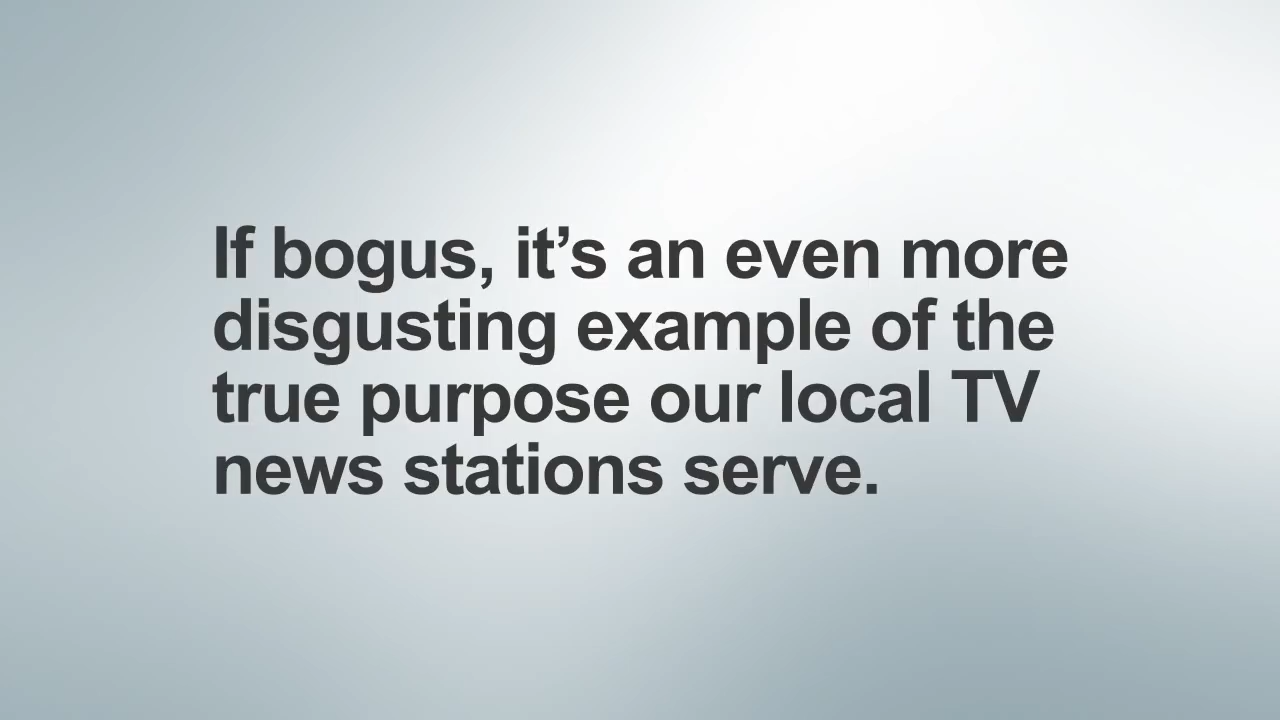 If bogus, it’s an even more
disgusting example of the
true purpose our local TV
news stations serve.